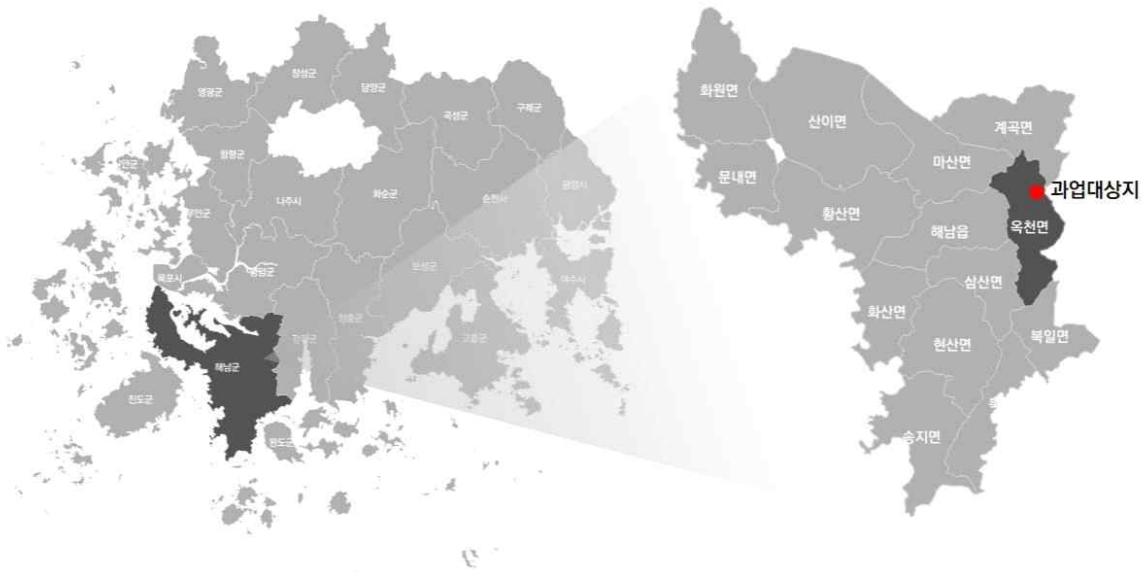 장성군
담양군
영광군
곡성군
구례군
함평군
나주시
화순군
순천시
광양시
무안군
목포시
영암군
보성군
여수시
장흥군
고흥군
해남군
진도군
완도군
화원면
산이면
계곡면
마산면
문내면
황산면
과업대상지
옥천면
해남읍
삼산면
화산면
현산면
북일면
송지면